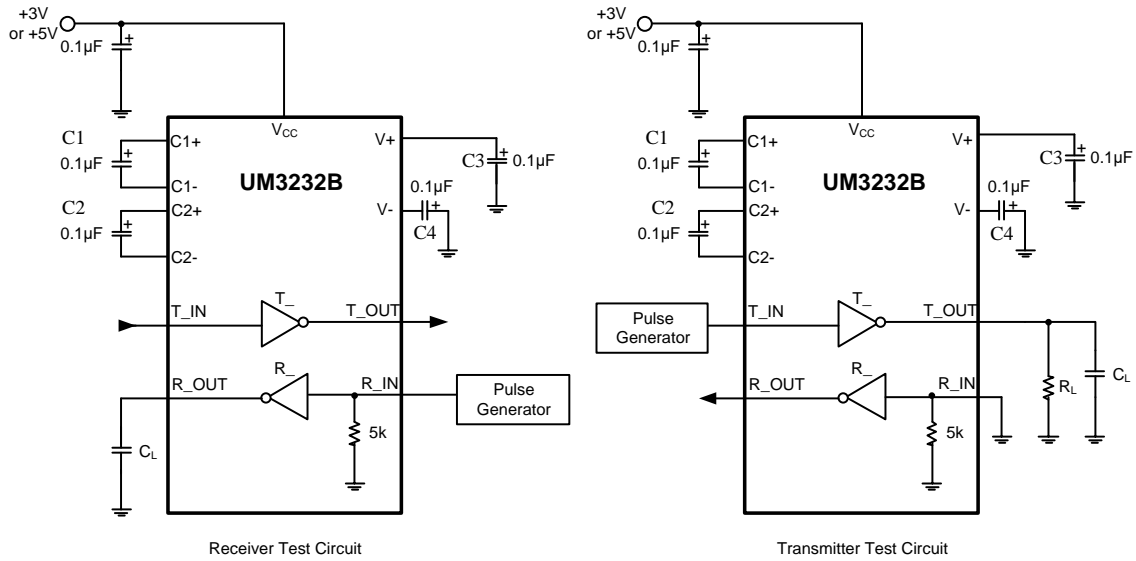 +3V
or +5V
0.1µF
+
VCC
C1
0.1µF
+
C1+
C1-
C2
0.1µF
+
C2+
C2-
UM3232B
V+
C3
+
0.1µF
V-
0.1µF
+
C4
T_IN
T_
T_OUT
R_OUT
R_
R_IN
5k
CL
Pulse
Generator
Receiver Test Circuit
+3V
or +5V
0.1µF
+
VCC
C1
0.1µF
+
C1+
C1-
C2
0.1µF
+
C2+
C2-
UM3232B
V+
C3
+
0.1µF
V-
0.1µF
+
C4
Pulse
Generator
T_IN
T_
T_OUT
R_OUT
R_
R_IN
5k
RL
CL
Transmitter Test Circuit